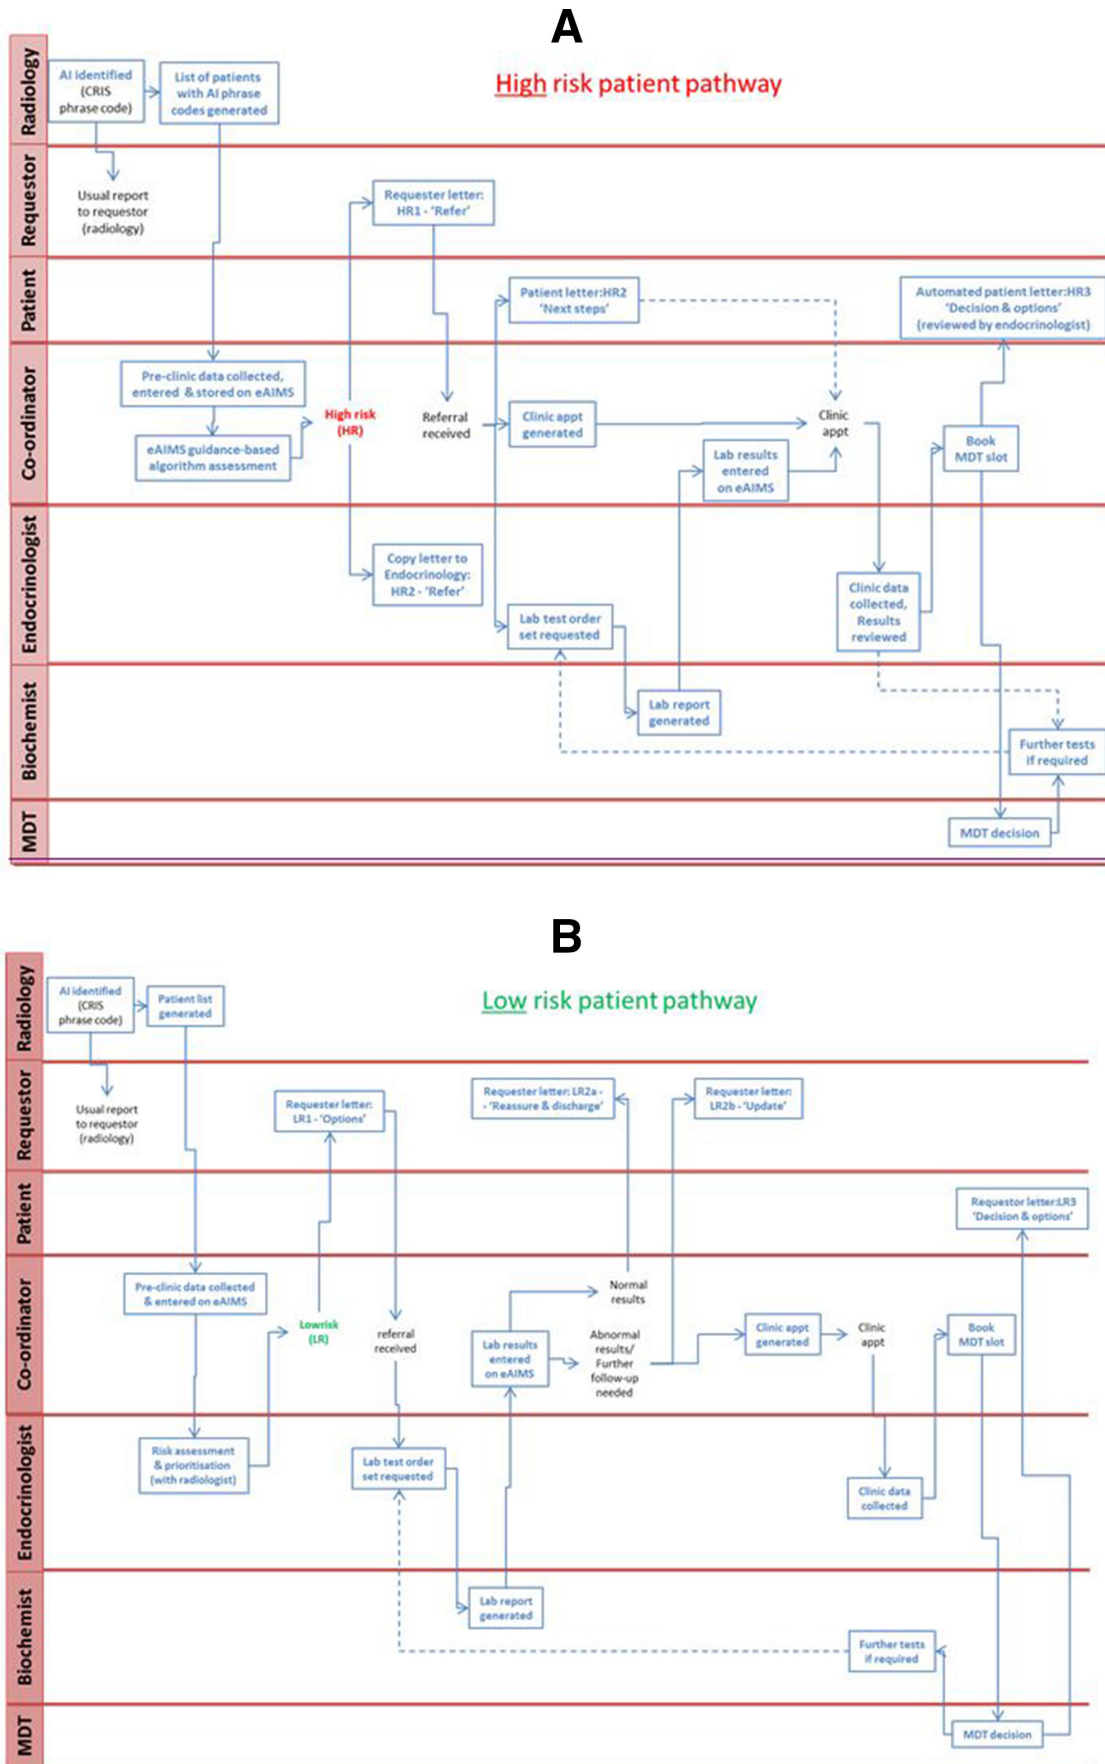 A
High risk patient pathway
Radiology
AI identified
(CRIS
phrase code)
List of patients
with AI phrase
codes generated
Requestor
Usual report
to requestor
(radiology)
Requester letter:
HR1 - ‘Refer’
Patient
Patient letter:HR2
‘Next steps’
Automated patient letter:HR3
‘Decision & options’
(reviewed by endocrinologist)
Co-ordinator
Pre-clinic data collected,
entered & stored on eAIMS
eAIMS guidance-based
algorithm assessment
High risk
(HR)
Referral
received
Clinic appt
generated
Lab results
entered
on eAIMS
Clinic
appt
Book
MDT slot
Endocrinologist
Copy letter to
Endocrinology:
HR2 - ‘Refer’
Lab test order
set requested
Clinic data
collected,
Results
reviewed
Biochemist
Lab report
generated
Further tests
if required
MDT
MDT decision
B
Low risk patient pathway
Radiology
AI identified
(CRIS
phrase code)
Patient list
generated
Requestor
Usual report
to requestor
(radiology)
Requester letter:
LR1 - ‘Options’
Requester letter: LR2a -
- ‘Reassure & discharge’
Requester letter:
LR2b - ‘Update’
Patient
Requestor letter:LR3
‘Decision & options’
Co-ordinator
Pre-clinic data collected
& entered on eAIMS
Lowrisk
(LR)
referral
received
Lab results
entered
on eAIMS
Normal
results
Abnormal
results/
Further
follow-up
needed
Clinic appt
generated
Clinic
appt
Book
MDT slot
Endocrinologist
Risk assessment
& prioritisation
(with radiologist)
Lab test order
set requested
Clinic data
collected
Biochemist
Lab report
generated
Further tests
if required
MDT
MDT decision